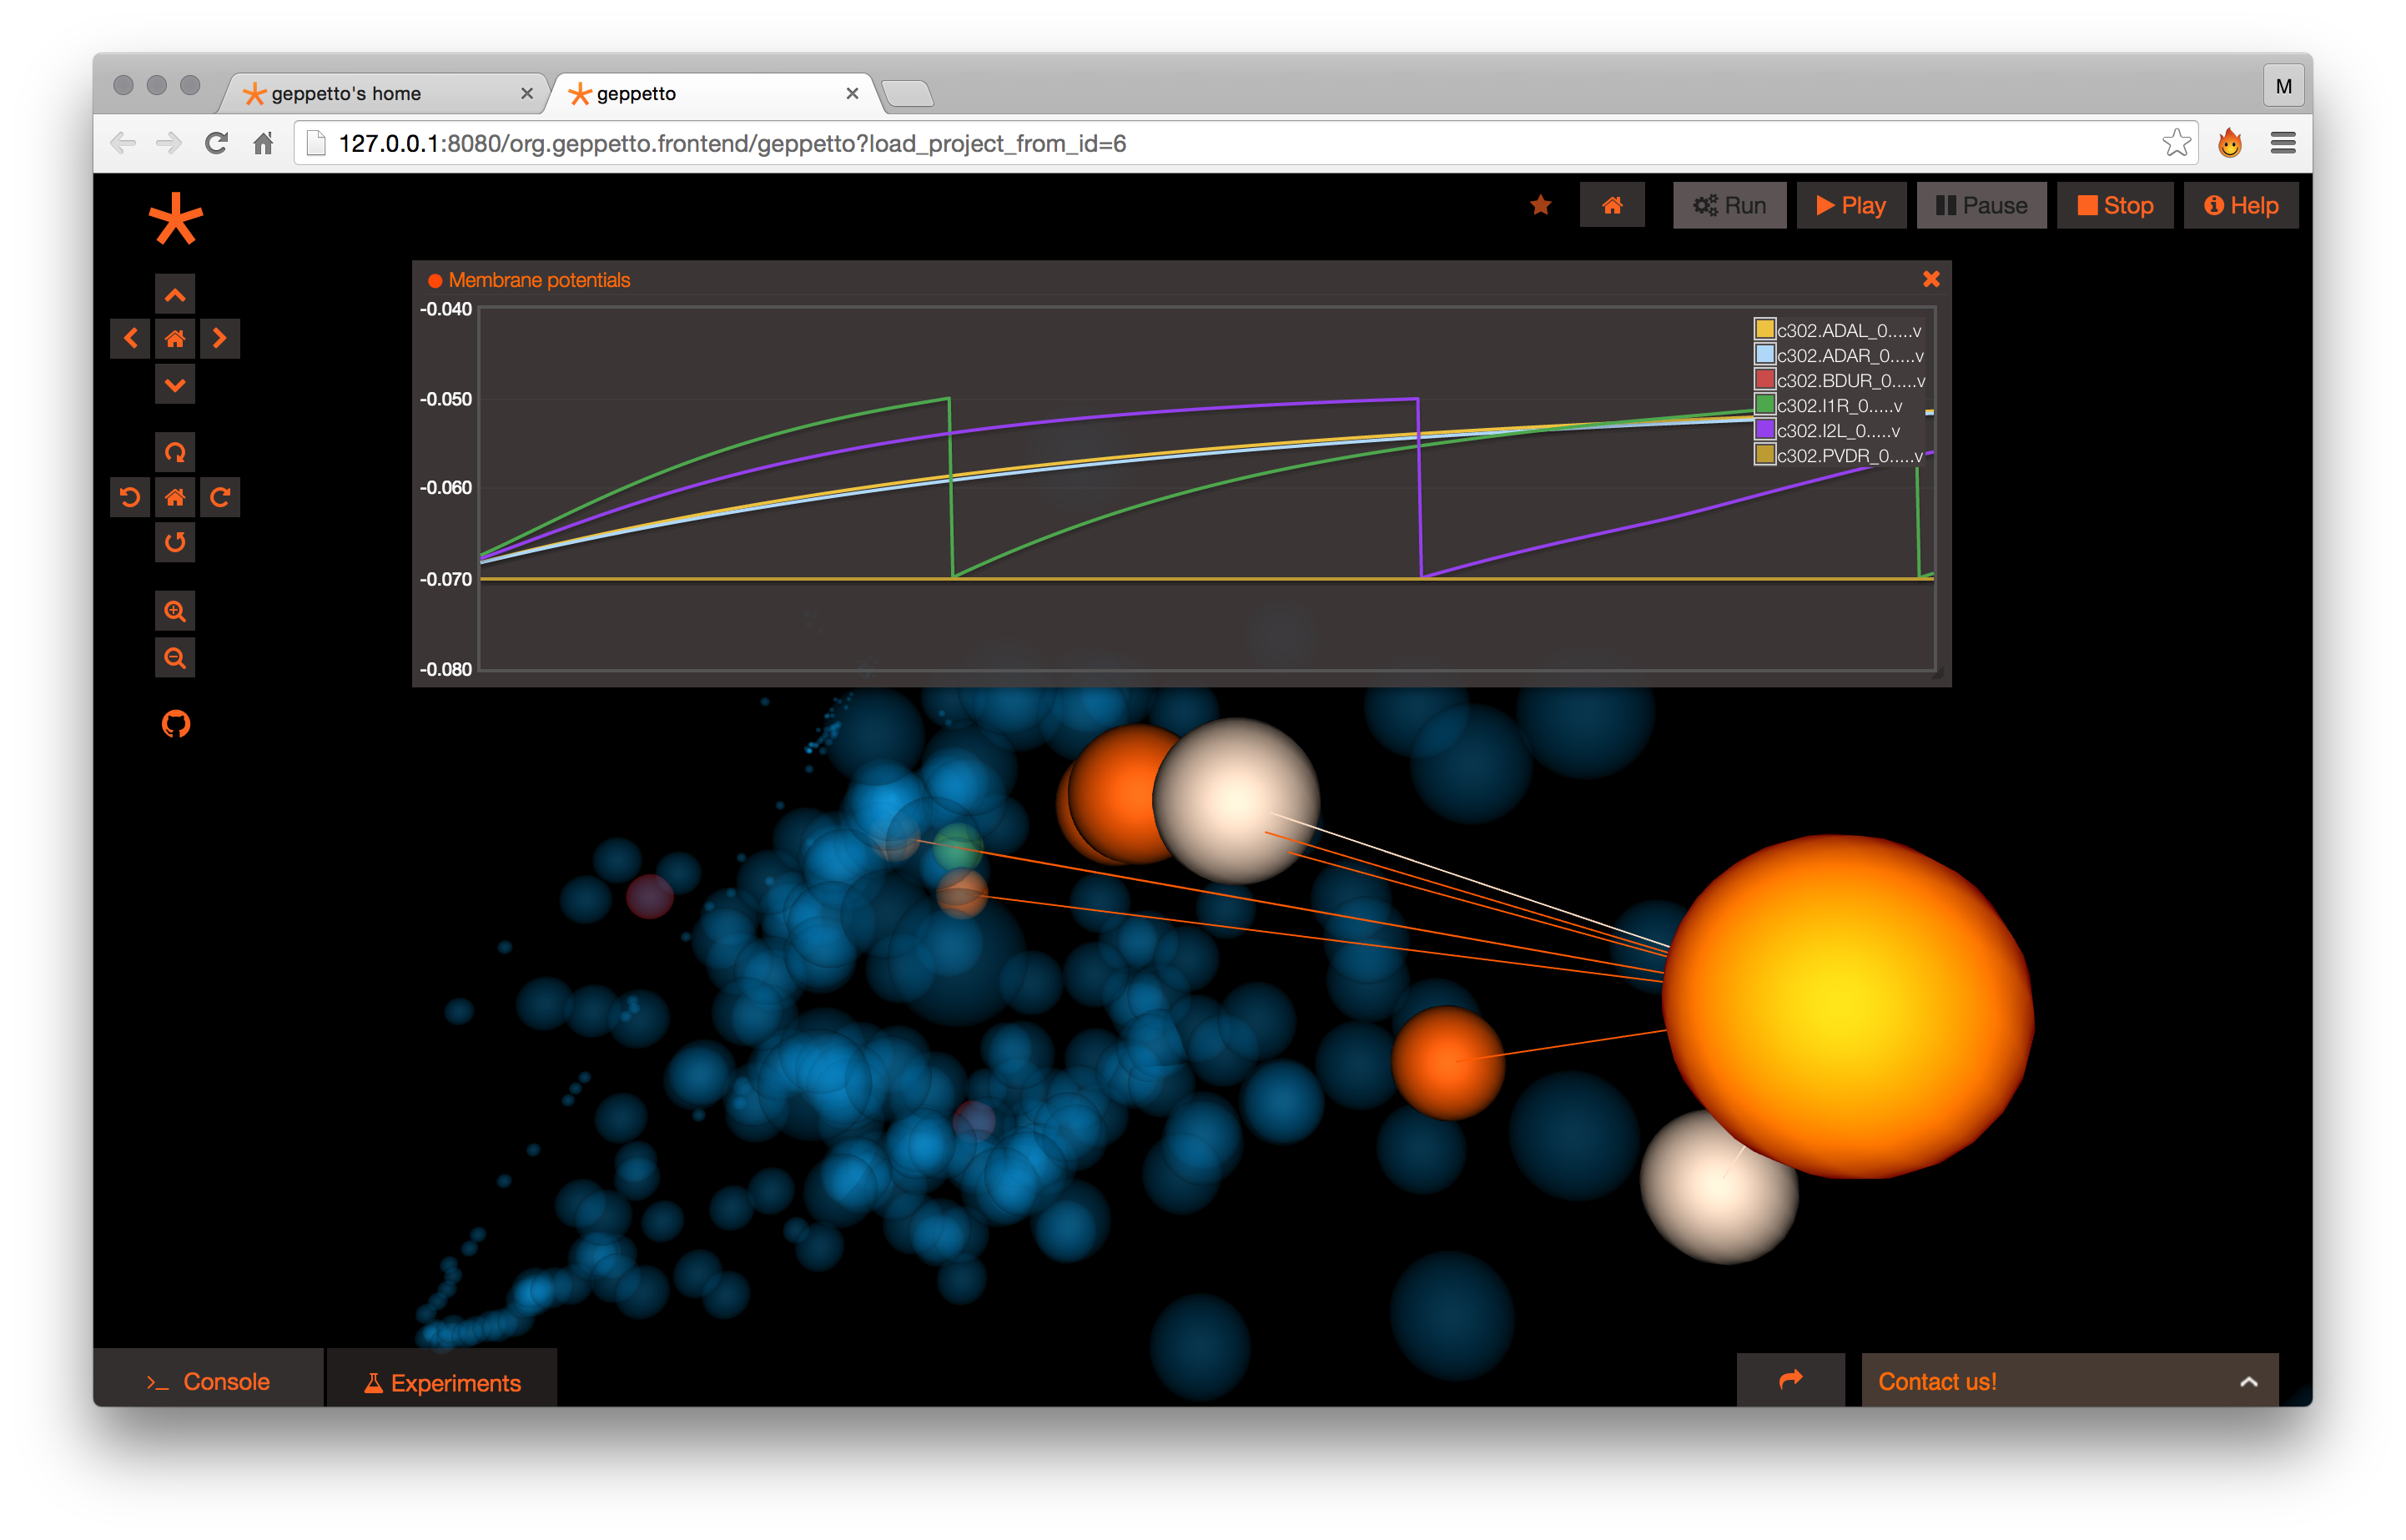 geppetto's home
geppetto
M
127.0.0.1:8080/org.geppetto.frontend/geppetto?load_project_from_id=6
Run
Play
Pause
Stop
Help
Membrane potentials
-0.040
-0.050
-0.060
-0.070
-0.080
c302.ADAL_0.....v
c302.ADAR_0.....v
c302.BDUR_0.....v
c302.I1R_0.....v
c302.I2L_0.....v
c302.PVDR_0.....v
>_ Console
Experiments
Contact us!